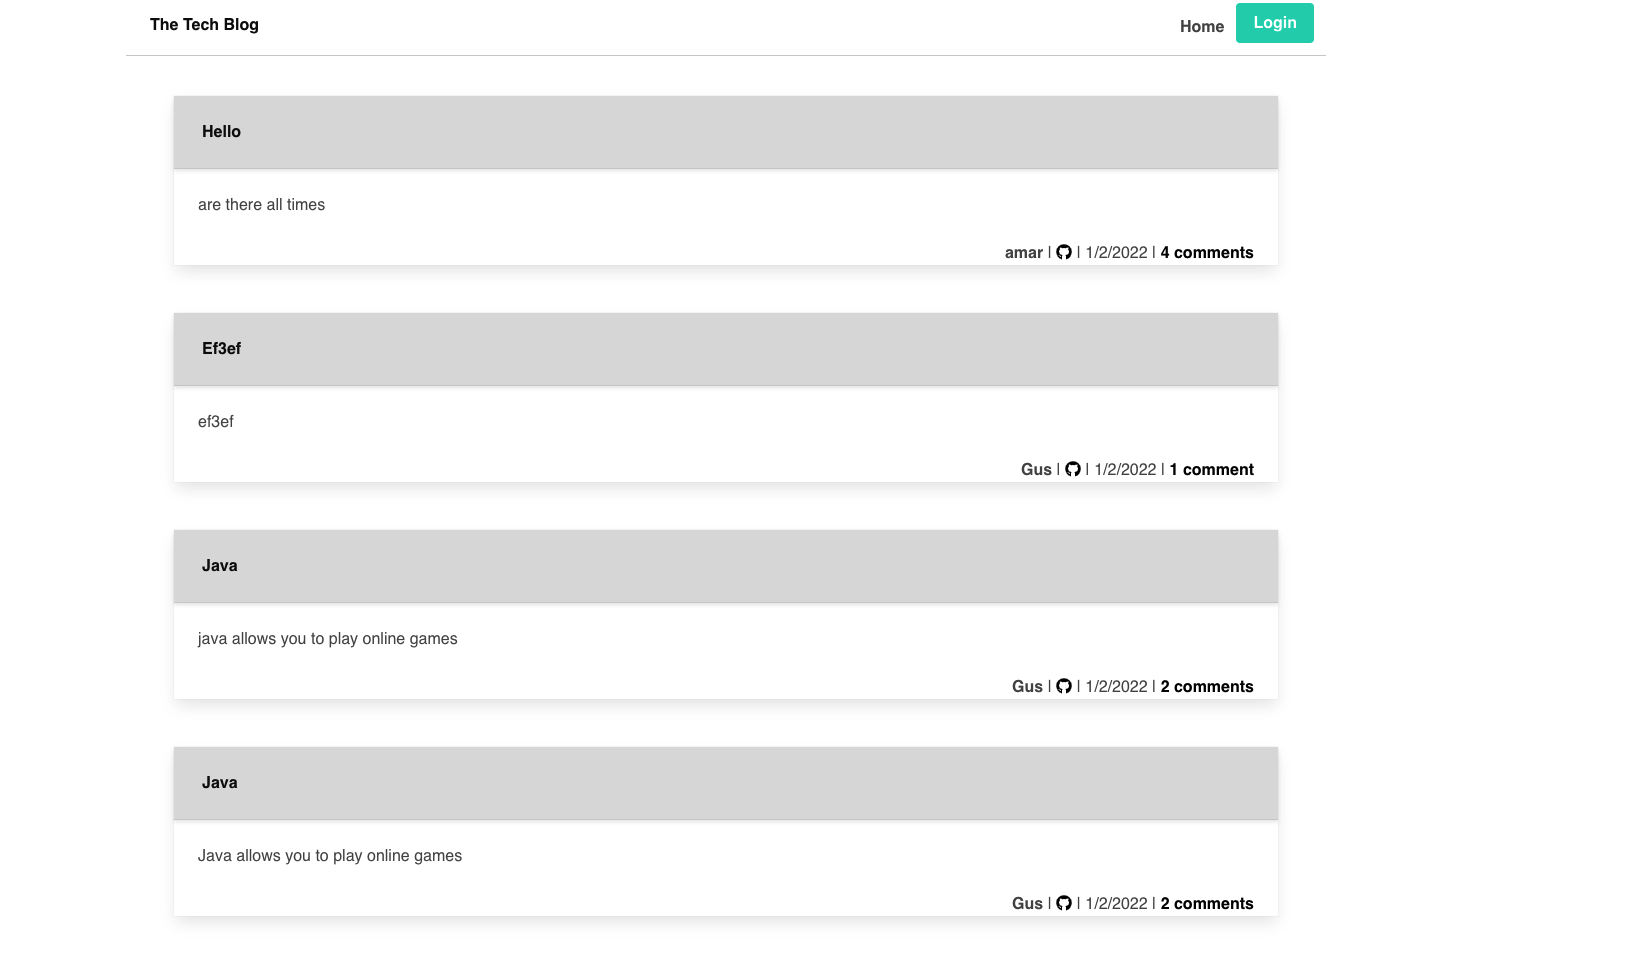 The Tech Blog
Home
Login
Hello
are there all times
amar | | 1/2/2022 | 4 comments
Ef3ef
ef3ef
Gus | | 1/2/2022 | 1 comment
Java
java allows you to play online games
Gus | | 1/2/2022 | 2 comments
Java
Java allows you to play online games
Gus | | 1/2/2022 | 2 comments